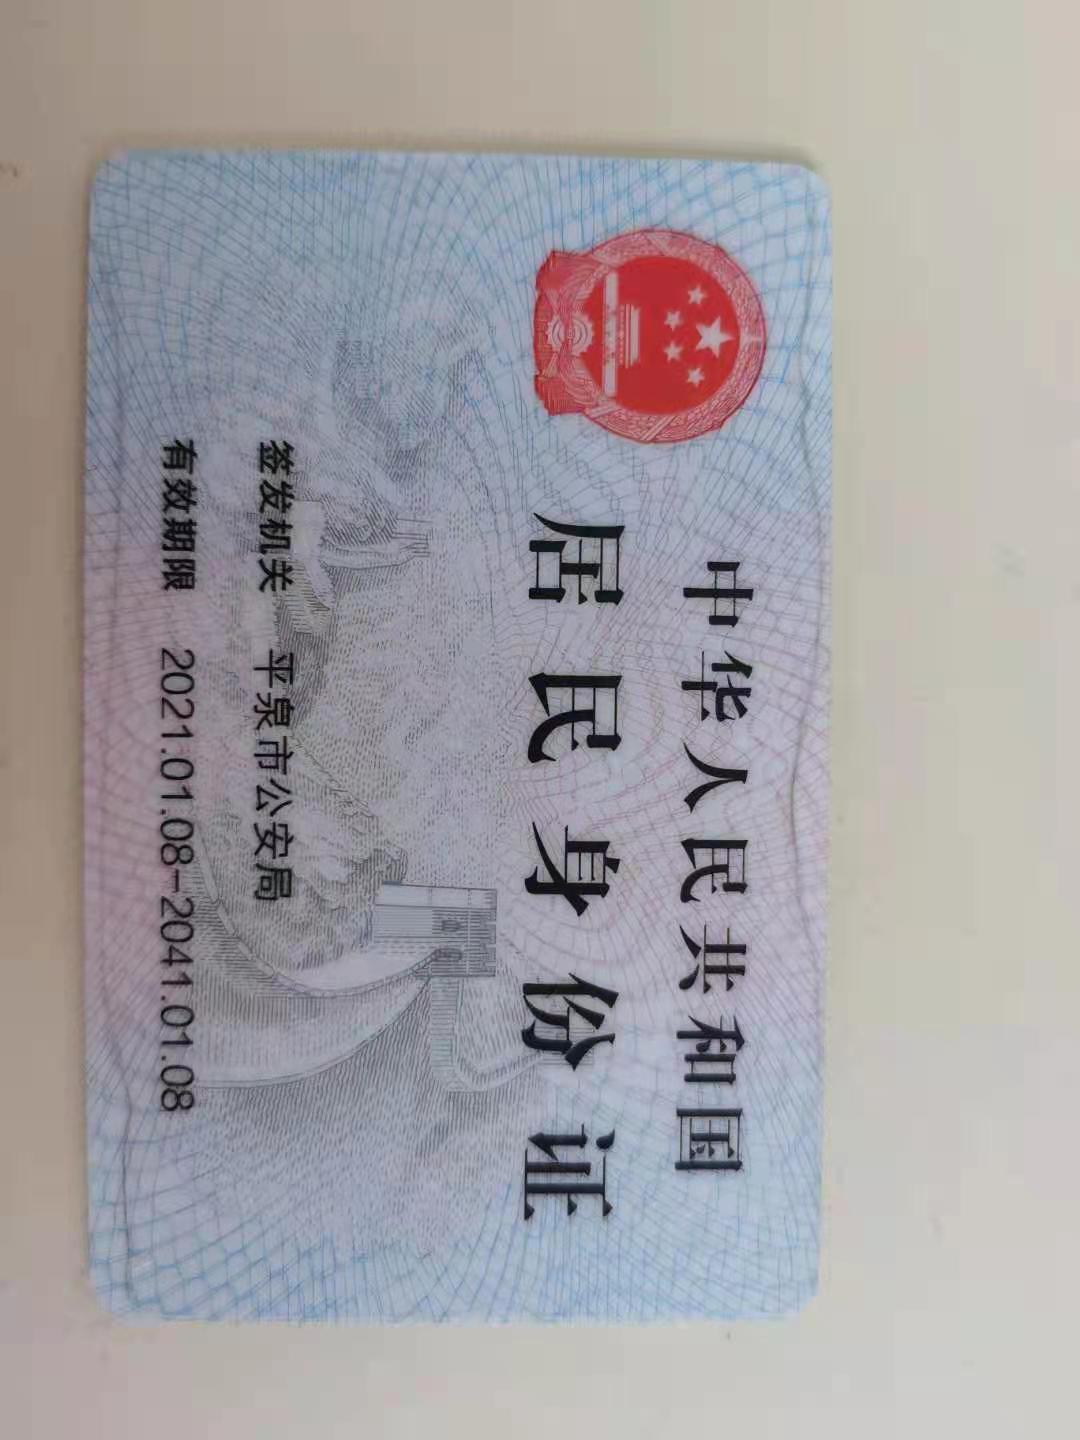 中华人民共和国
居民身份证
签发机关 平泉市公安局
有效期限 2021.01.08-2041.01.08